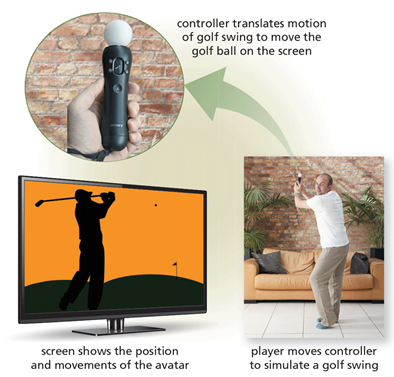 controller translates motion
of golf swing to move the
golf ball on the screen
screen shows the position
and movements of the avatar
player moves controller
to simulate a golf swing